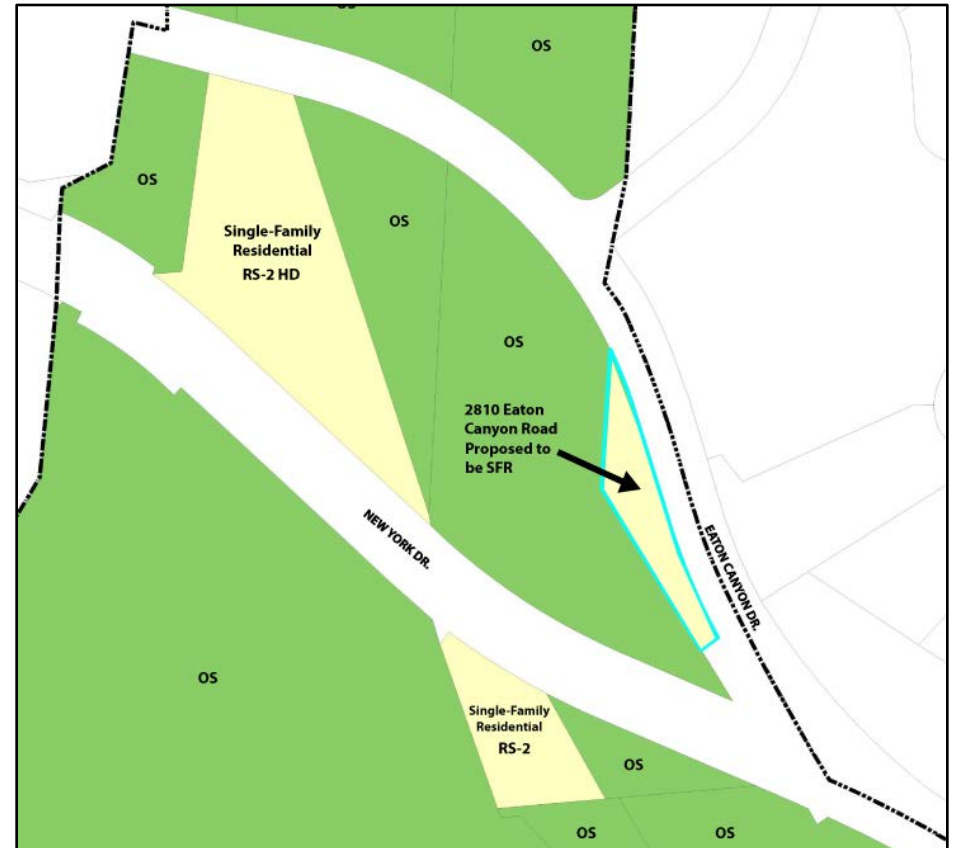 OS
OS
OS
Single-Family
Residential
RS-2 HD
OS
OS
2810 Eaton
Canyon Road
Proposed to
be SFR
NEW YORK DR.
EATON CANYON DR.
OS
Single-Family
Residential
RS-2
OS
OS
OS